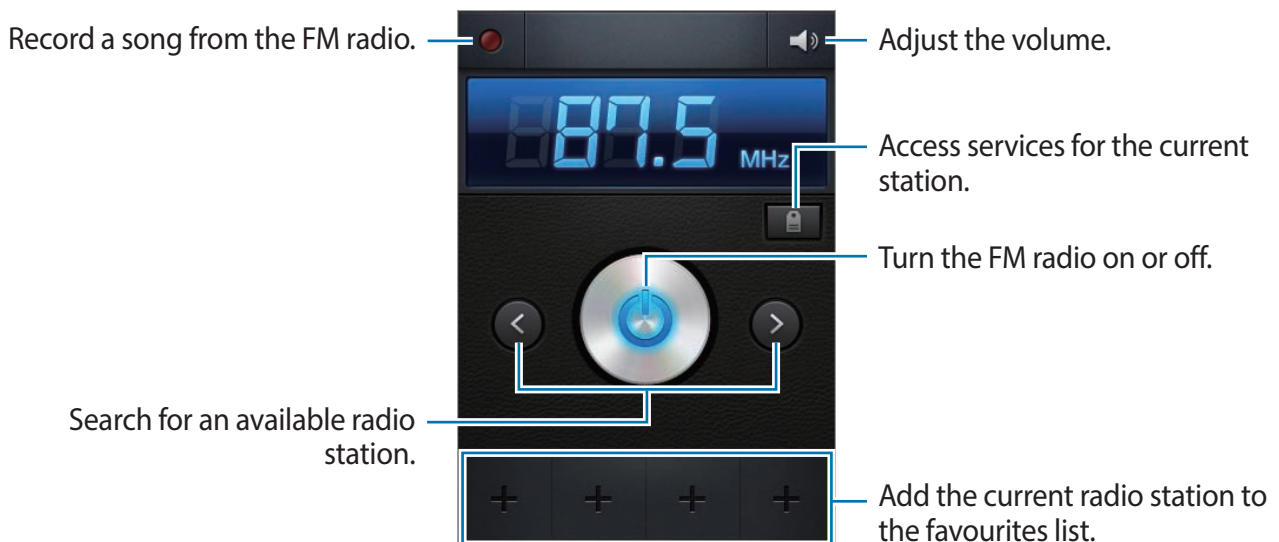 Record a song from the FM radio.
Adjust the volume.
87.5 MHz
Access services for the current
station.
Turn the FM radio on or off.
Search for an available radio
station.
Add the current radio station to
the favourites list.